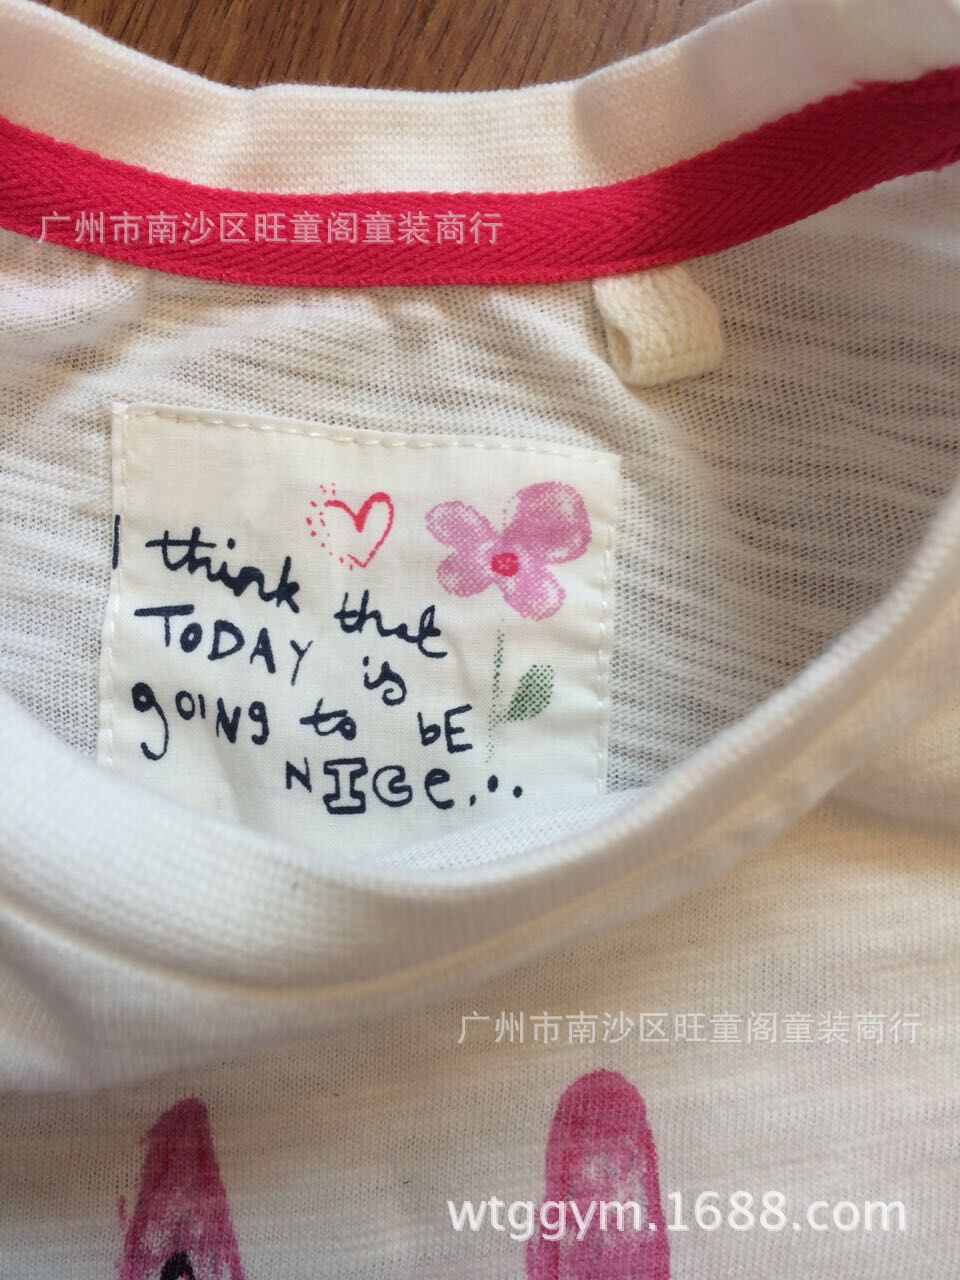 广州市南沙区旺童阁童装商行
I think that
TODAY is
gOINg to bE
NICe...
广州市南沙区旺童阁童装商行
wtggym.1688.com